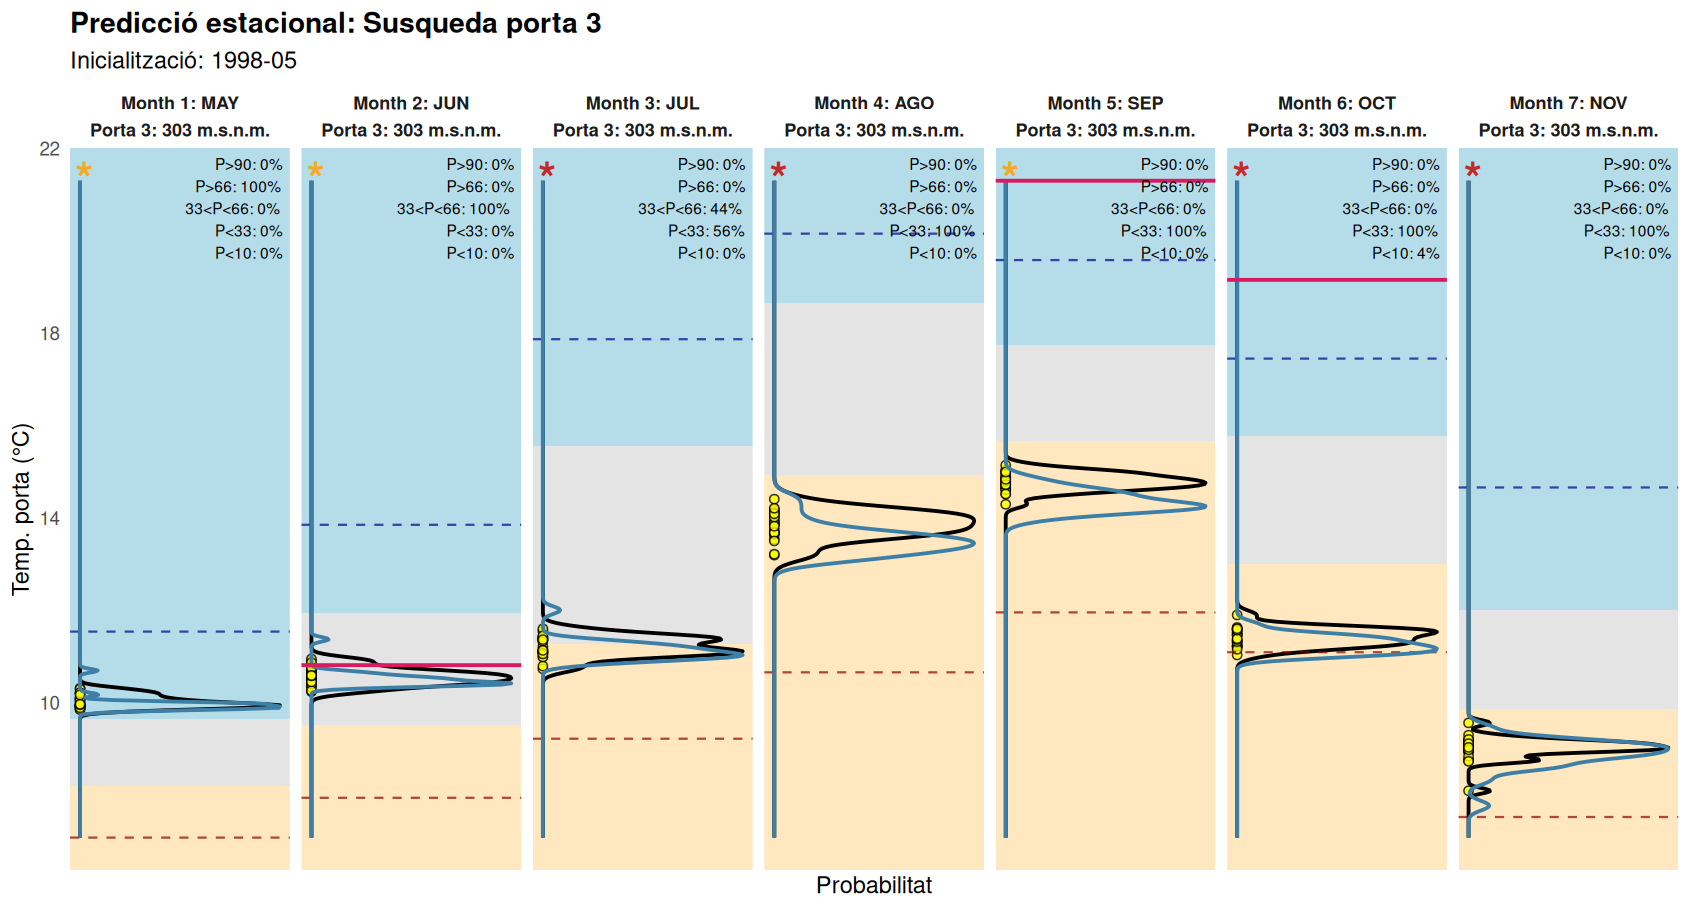 Predicció estacional: Susqueda porta 3
Inicialització: 1998-05
Month 1: MAY
Porta 3: 303 m.s.n.m.
Month 2: JUN
Porta 3: 303 m.s.n.m.
Month 3: JUL
Porta 3: 303 m.s.n.m.
Month 4: AGO
Porta 3: 303 m.s.n.m.
Month 5: SEP
Porta 3: 303 m.s.n.m.
Month 6: OCT
Porta 3: 303 m.s.n.m.
Month 7: NOV
Porta 3: 303 m.s.n.m.
Temp. porta (°C)
22
18
14
10
*
P>90: 0%
P>66: 100%
33<P<66: 0%
P<33: 0%
P<10: 0%
*
P>90: 0%
P>66: 0%
33<P<66: 100%
P<33: 0%
P<10: 0%
*
P>90: 0%
P>66: 0%
33<P<66: 44%
P<33: 56%
P<10: 0%
*
P>90: 0%
P>66: 0%
33<P<66: 0%
P<33: 100%
P<10: 0%
*
P>90: 0%
P>66: 0%
33<P<66: 0%
P<33: 100%
P<10: 0%
*
P>90: 0%
P>66: 0%
33<P<66: 0%
P<33: 100%
P<10: 4%
*
P>90: 0%
P>66: 0%
33<P<66: 0%
P<33: 100%
P<10: 0%
Probabilitat